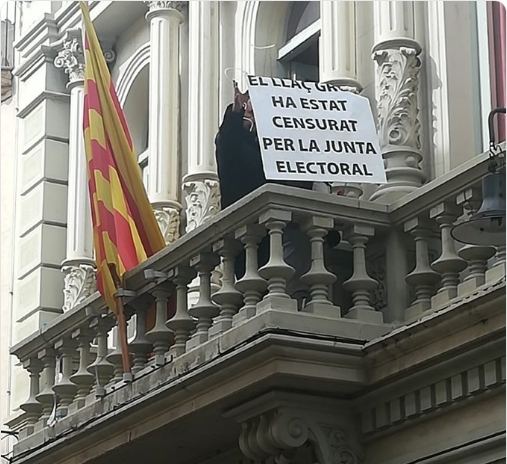 EL LLAÇ
HA ESTAT
CENSURAT
PER LA JUNTA
ELECTORAL